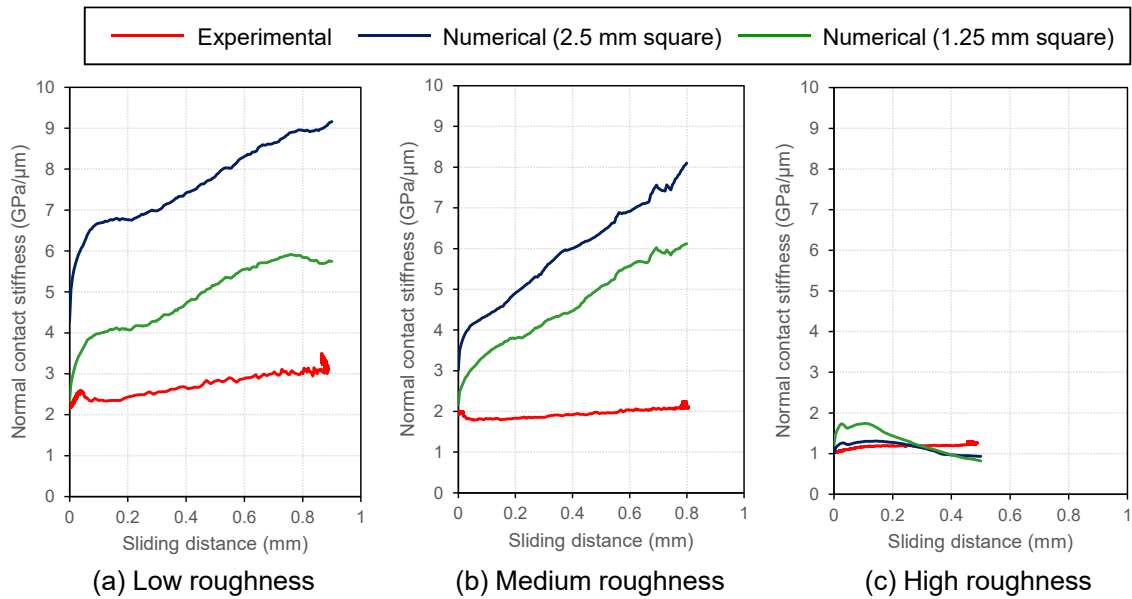 Experimental Numerical (2.5 mm square) Numerical (1.25 mm square)
Normal contact stiffness (GPa/µm)
10
9
8
7
6
5
4
3
2
1
0
0 0.2 0.4 0.6 0.8 1
Sliding distance (mm)
(a) Low roughness
Normal contact stiffness (GPa/µm)
10
9
8
7
6
5
4
3
2
1
0
0 0.2 0.4 0.6 0.8 1
Sliding distance (mm)
(b) Medium roughness
Normal contact stiffness (GPa/µm)
10
9
8
7
6
5
4
3
2
1
0
0 0.2 0.4 0.6 0.8 1
Sliding distance (mm)
(c) High roughness